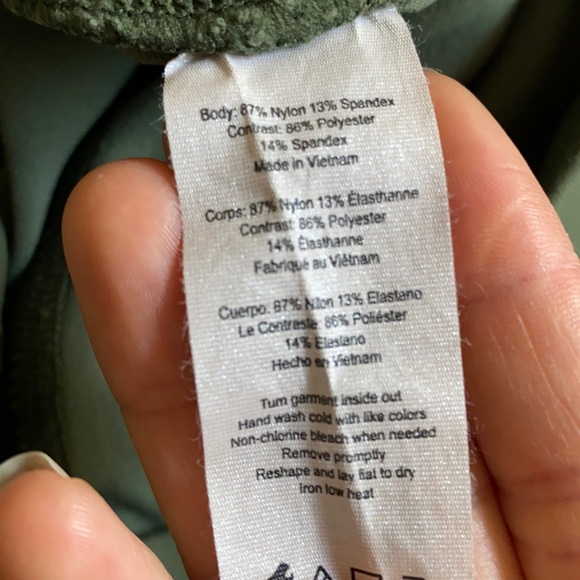 Body: 87% Nylon 13% Spandex
Contrast: 86% Polyester
14% Spandex
Made in Vietnam
Corps: 87% Nylon 13% Élasthanne
Contrast: 86% Polyester
14% Élasthanne
Fabriqué au Viêtnam
Cuerpo: 87% Nilon 13% Elastano
Le Contraste: 86% Poliéster
14% Elastano
Hecho en Vietnam
Turn garment inside out
Hand wash cold with like colors
Non-chlorine bleach when needed
Remove promptly
Reshape and lay flat to dry
Iron low heat